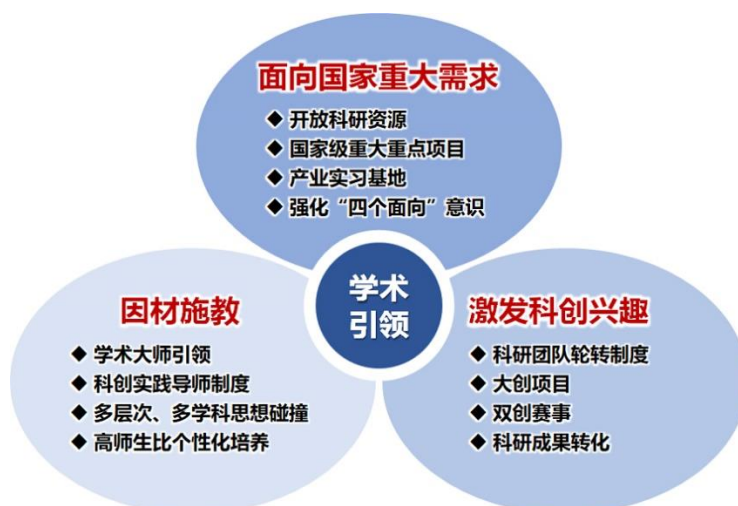 面向国家重大需求
◆ 开放科研资源
◆ 国家级重大重点项目
◆ 产业实习基地
◆ 强化“四个面向”意识
学术
引领
因材施教
◆ 学术大师引领
◆ 科创实践导师制度
◆ 多层次、多学科思想碰撞
◆ 高师生比个性化培养
激发科创兴趣
◆ 科研团队轮转制度
◆ 大创项目
◆ 双创赛事
◆ 科研成果转化